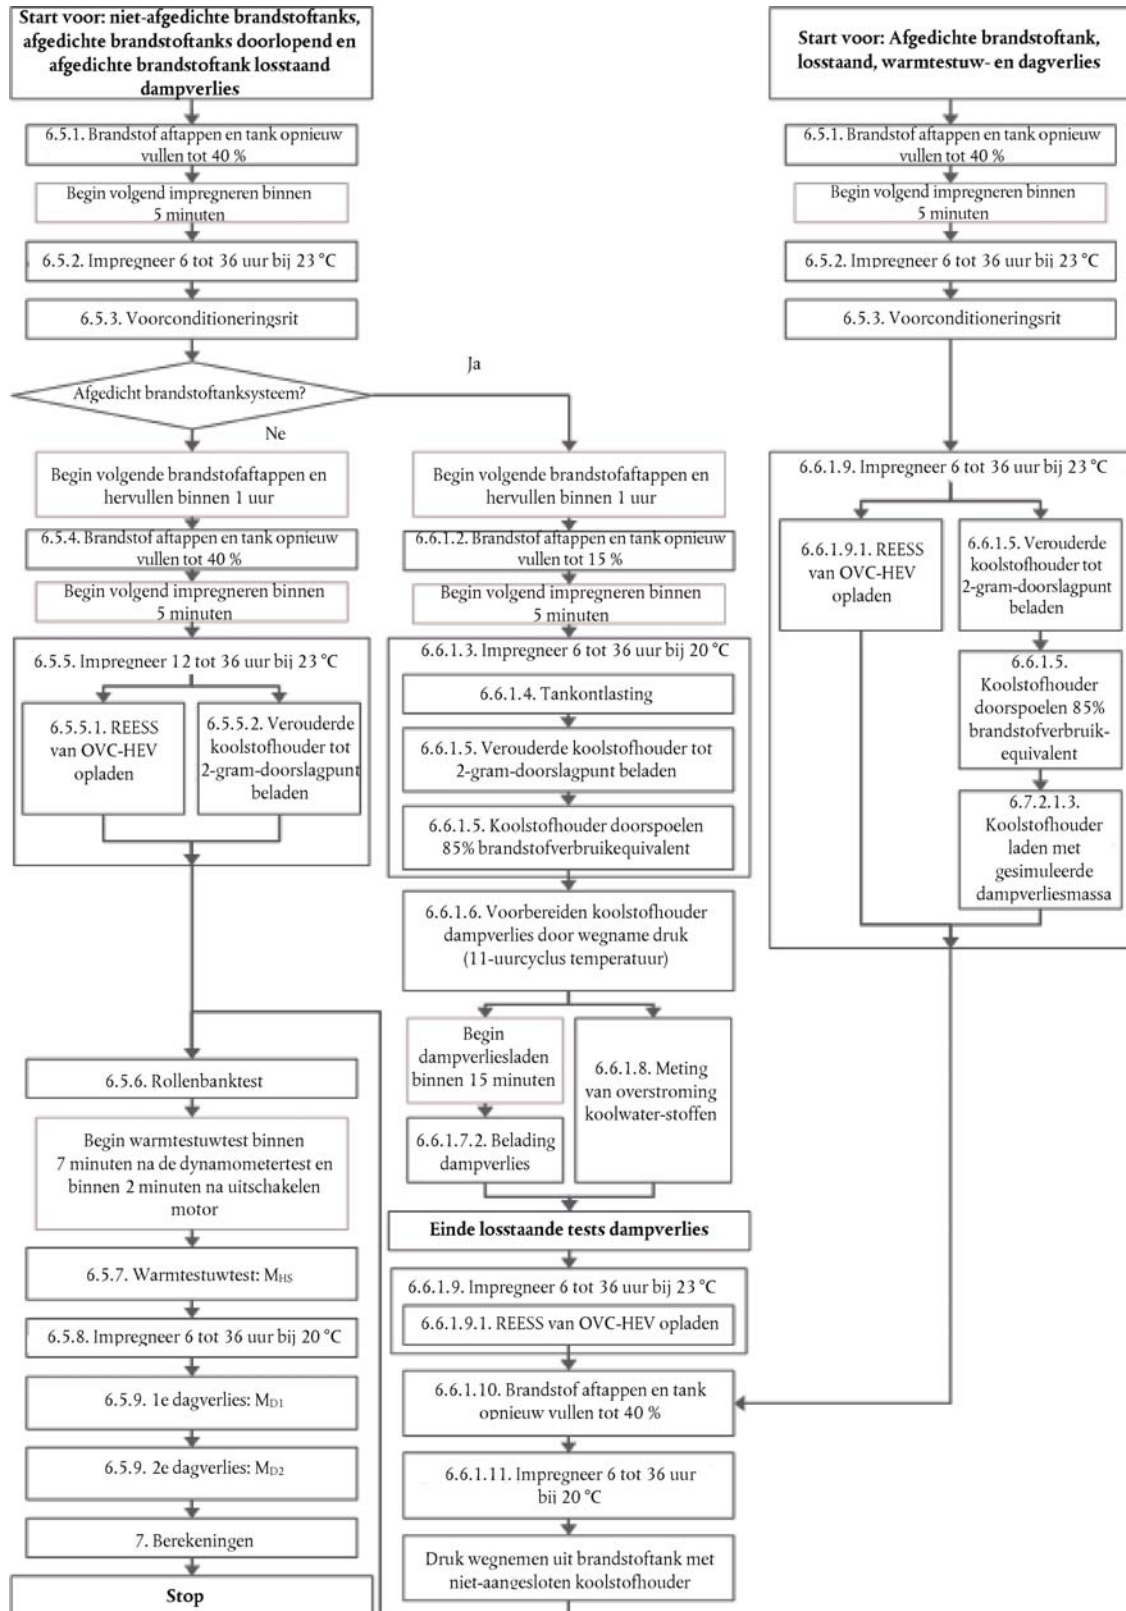 Start voor: niet-afgedichte brandstoftanks,
afgedichte brandstoftanks doorlopend en
afgedichte brandstoftank losstaand
dampverlies
6.5.1. Brandstof aftappen en tank opnieuw
vullen tot 40 %
Begin volgend impregneren binnen
5 minuten
6.5.2. Impregneer 6 tot 36 uur bij 23 °C
6.5.3. Voorconditioneringsrit
Afgedicht brandstoftanksysteem?
Ja
Ne
Begin volgende brandstofaftappen en
hervullen binnen 1 uur
6.5.4. Brandstof aftappen en tank opnieuw
vullen tot 40 %
Begin volgend impregneren binnen
5 minuten
6.5.5. Impregneer 12 tot 36 uur bij 23 °C
6.5.5.1. REESS
van OVC-HEV
opladen
6.5.5.2. Verouderde
koolstofhouder tot
2-gram-doorslagpunt
beladen
6.5.6. Rollenbanktest
Begin warmtestuwtest binnen
7 minuten na de dynamometertest en
binnen 2 minuten na uitschakelen
motor
6.5.7. Warmtestuwtest: MHS
6.5.8. Impregneer 6 tot 36 uur bij 20 °C
6.5.9. 1e dagverlies: MD1
6.5.9. 2e dagverlies: MD2
7. Berekeningen
Stop
Begin volgende brandstofaftappen en
hervullen binnen 1 uur
6.6.1.2. Brandstof aftappen en tank opnieuw
vullen tot 15 %
Begin volgend impregneren binnen
5 minuten
6.6.1.3. Impregneer 6 tot 36 uur bij 20 °C
6.6.1.4. Tankontlasting
6.6.1.5. Verouderde koolstofhouder tot
2-gram-doorslagpunt beladen
6.6.1.5. Koolstofhouder doorspoelen
85% brandstofverbruikequivalent
6.6.1.6. Voorbereiden koolstofhouder
dampverlies door wegname druk
(11-uurcyclus temperatuur)
Begin
dampverliesladen
binnen 15 minuten
6.6.1.7.2. Belading
dampverlies
6.6.1.8. Meting
van overstroming
koolwater-stoffen
Einde losstaande tests dampverlies
6.6.1.9. Impregneer 6 tot 36 uur bij 23 °C
6.6.1.9.1. REESS van OVC-HEV opladen
6.6.1.10. Brandstof aftappen en tank
opnieuw vullen tot 40 %
6.6.1.11. Impregneer 6 tot 36 uur
bij 20 °C
Druk wegnemen uit brandstoftank met
niet-aangesloten koolstofhouder
Start voor: Afgedichte brandstoftank,
losstaand, warmtestuw- en dagverlies
6.5.1. Brandstof aftappen en tank opnieuw
vullen tot 40 %
Begin volgend impregneren binnen
5 minuten
6.5.2. Impregneer 6 tot 36 uur bij 23 °C
6.5.3. Voorconditioneringsrit
6.6.1.9. Impregneer 6 tot 36 uur bij 23 °C
6.6.1.9.1. REESS
van OVC-HEV
opladen
6.6.1.5. Verouderde
koolstofhouder tot
2-gram-doorslagpunt
beladen
6.6.1.5.
Koolstofhouder
doorspoelen 85%
brandstofverbruik-
equivalent
6.7.2.1.3.
Koolstofhouder
laden met
gesimuleerde
dampverliesmassa